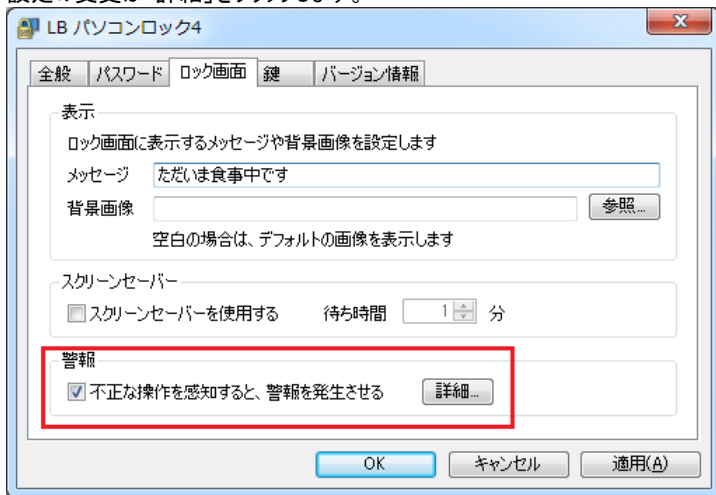 設定の変更は「詳細」をクリックします。
LB パソコンロック4
全般 パスワード ロック画面 鍵 バージョン情報
表示
ロック画面に表示するメッセージや背景画像を設定します
メッセージ ただいま食事中です
背景画像 参照...
空白の場合は、デフォルトの画像を表示します
スクリーンセーバー
スクリーンセーバーを使用する 待ち時間 1 分
警報
不正な操作を感知すると、警報を発生させる 詳細...
OK キャンセル 適用(A)